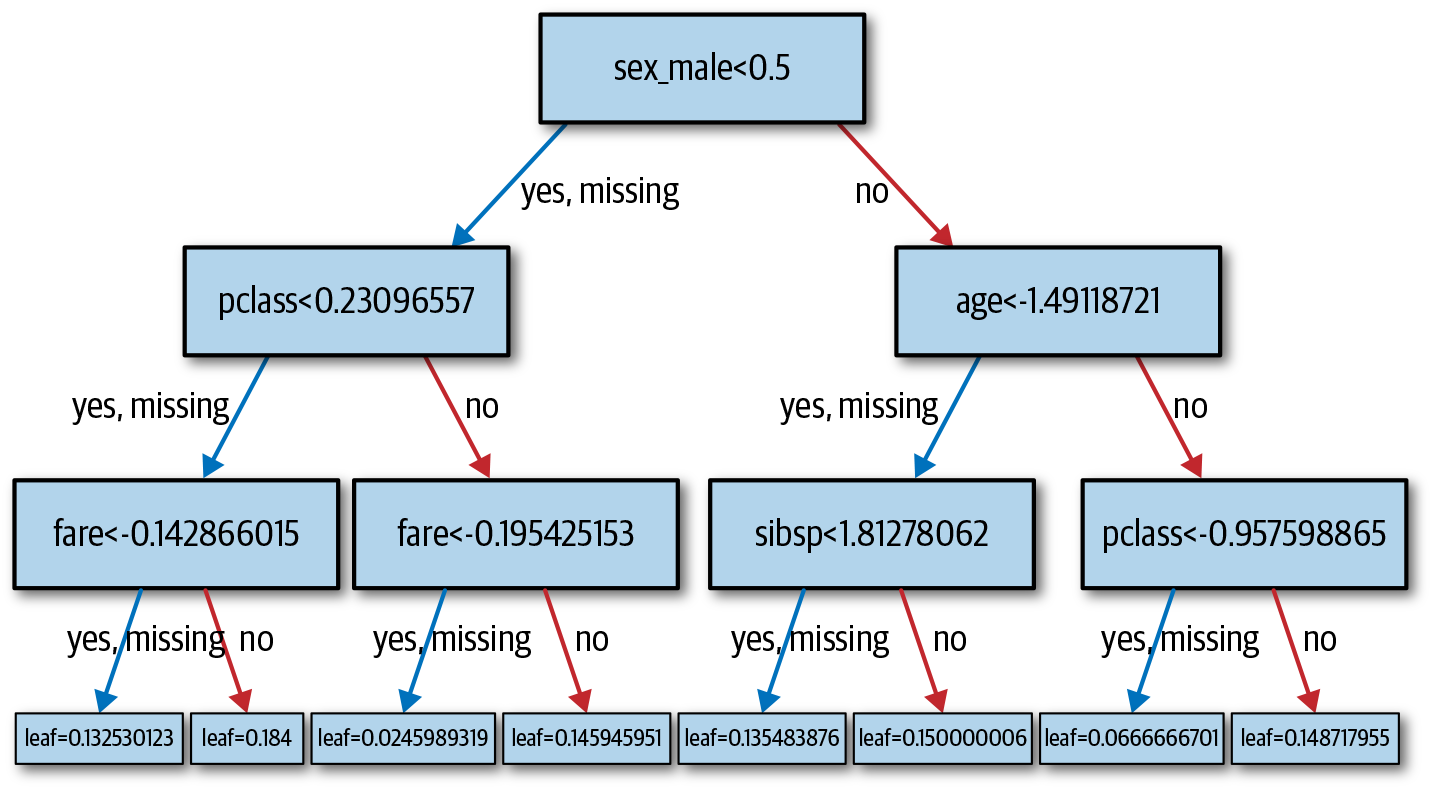 sex_male<0.5
yes, missing
no
pclass<0.23096557
age<-1.49118721
yes, missing
no
yes, missing
no
fare<-0.142866015
fare<-0.195425153
sibsp<1.81278062
pclass<-0.957598865
yes, missing
no
yes, missing
no
yes, missing
no
yes, missing
no
leaf=0.132530123
leaf=0.184
leaf=0.0245989319
leaf=0.145945951
leaf=0.135483876
leaf=0.150000006
leaf=0.0666666701
leaf=0.148717955